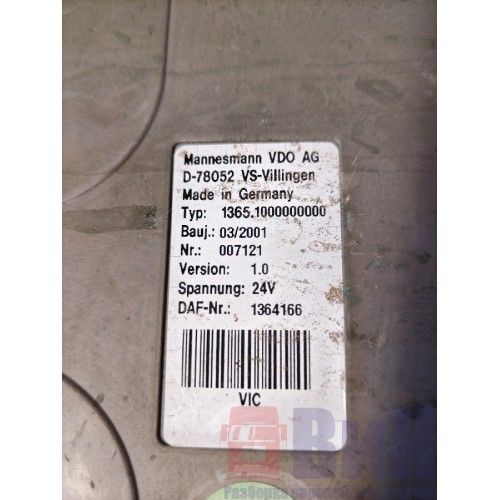 Mannesmann VDO AG
D-78052 VS-Villingen
Made in Germany
Typ: 1365.1000000000
Bauj.: 03/2001
Nr.: 007121
Version: 1.0
Spannung: 24V
DAF-Nr.: 1364166
VIC